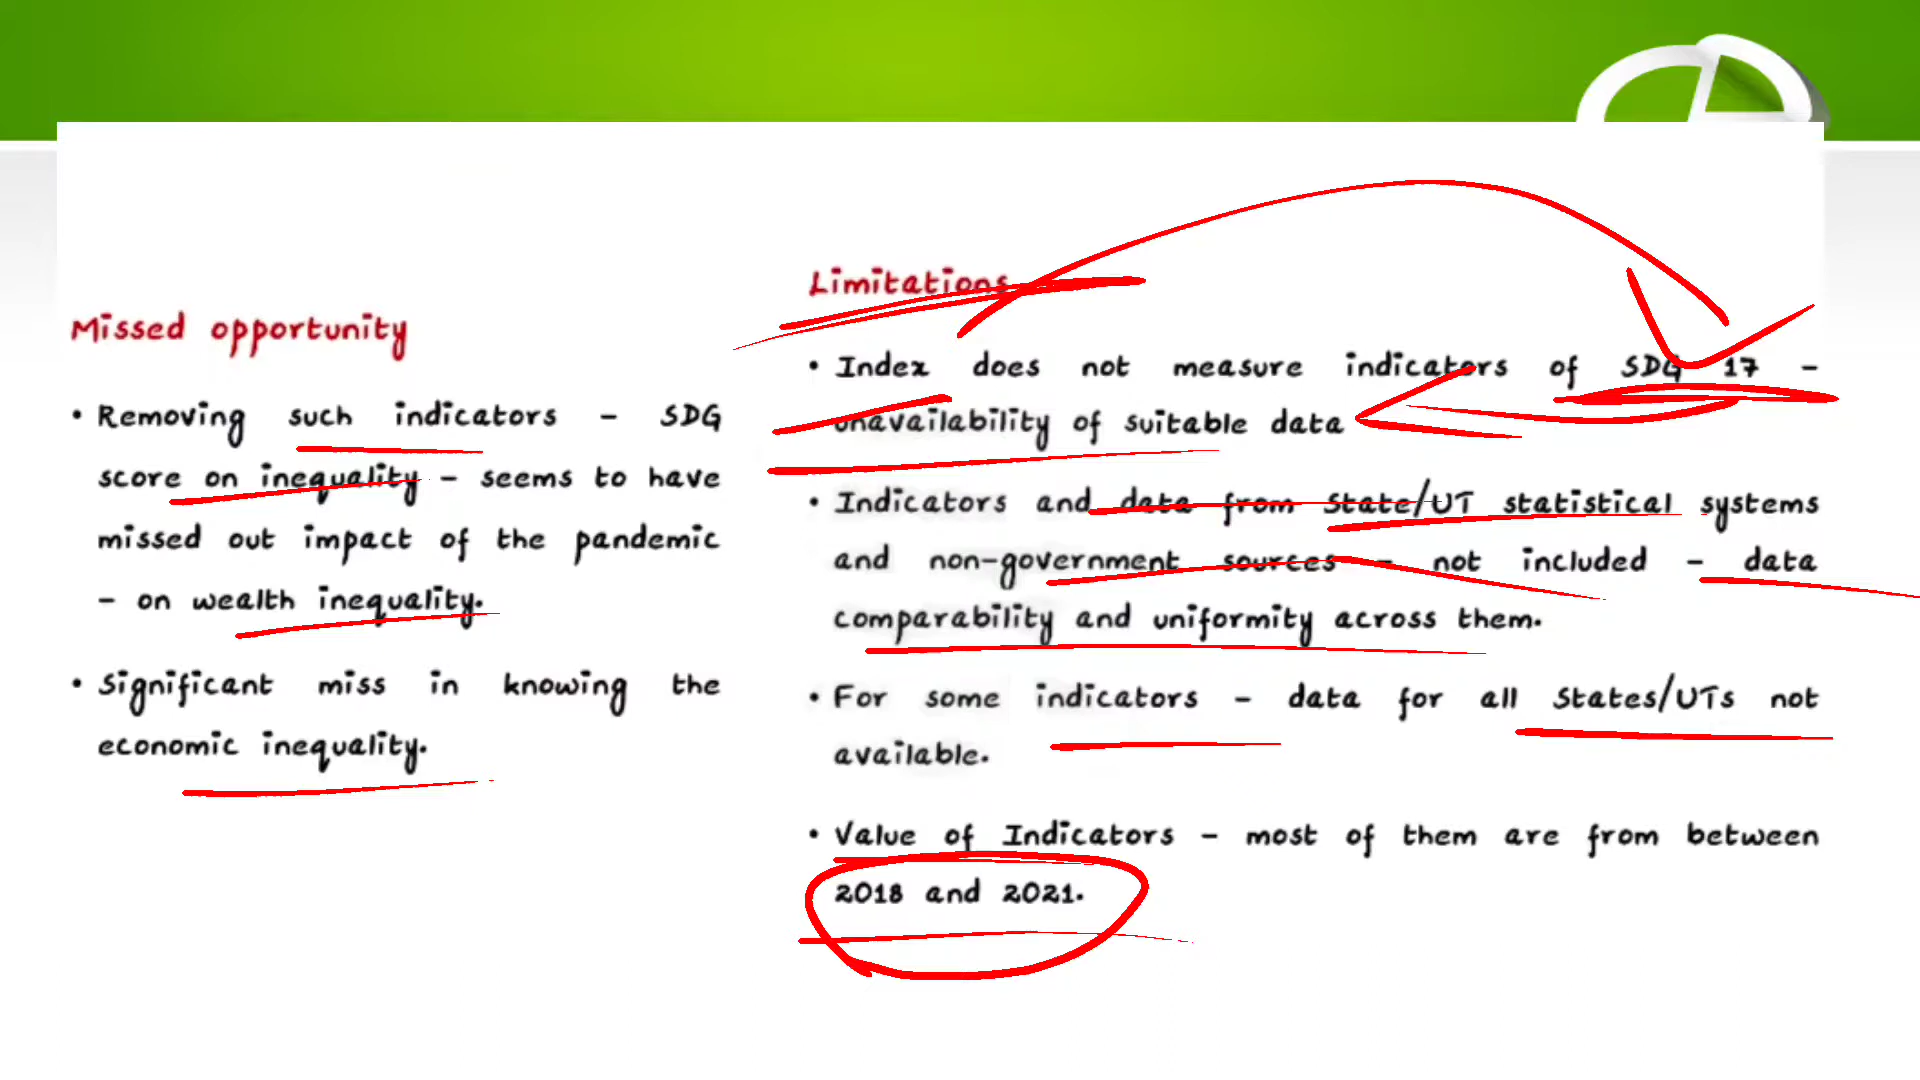 Missed opportunity
• Removing such indicators – SDG
score on inequality – seems to have
missed out impact of the pandemic
– on wealth inequality.
• Significant miss in knowing the
economic inequality.
Limitations
• Index does not measure indicators of SDG 17 –
unavailability of suitable data
• Indicators and data from State/UT statistical systems
and non-government sources – not included – data
comparability and uniformity across them.
• For some indicators – data for all States/UTs not
available.
• Value of Indicators – most of them are from between
2018 and 2021.